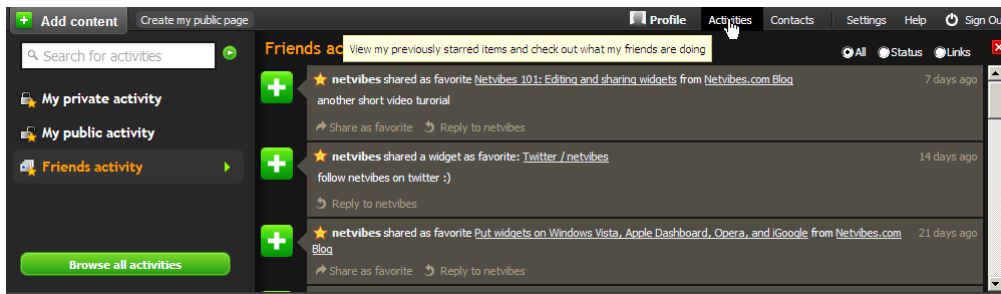 Add content Create my public page Profile Activities Contacts Settings Help Sign Ou
Search for activities
Friends ac
View my previously starred items and check out what my friends are doing
All Status Links
My private activity
My public activity
Friends activity
Browse all activities
netvibes shared as favorite Netvibes 101: Editing and sharing widgets from Netvibes.com Blog 7 days ago
another short video turorial
Share as favorite Reply to netvibes
netvibes shared a widget as favorite: Twitter / netvibes 14 days ago
follow netvibes on twitter :)
Reply to netvibes
netvibes shared as favorite Put widgets on Windows Vista, Apple Dashboard, Opera, and iGoogle from Netvibes.com 21 days ago
Blog
Share as favorite Reply to netvibes